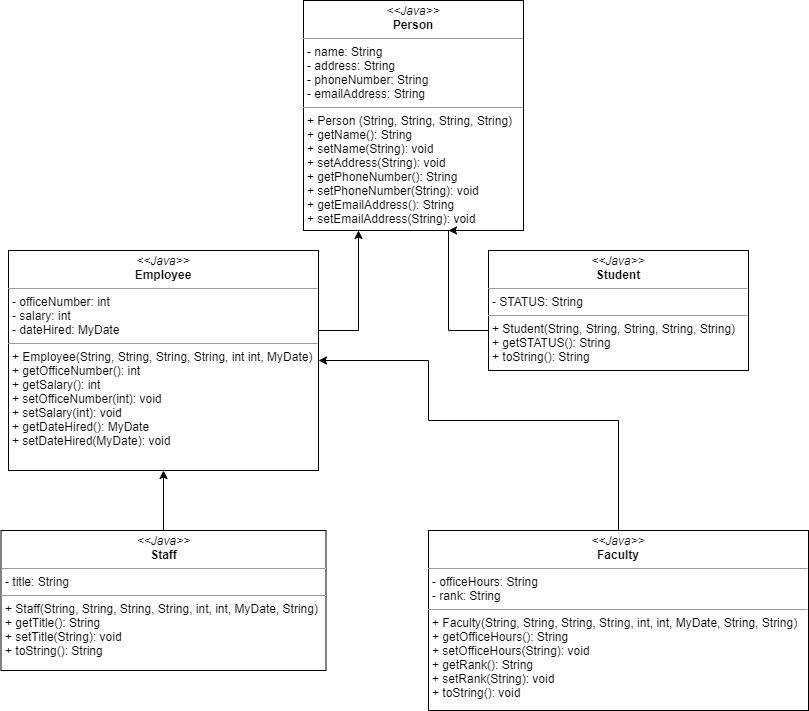 <<Java>>
Person
- name: String
- address: String
- phoneNumber: String
- emailAddress: String
+ Person (String, String, String, String)
+ getName(): String
+ setName(String): void
+ setAddress(String): void
+ getPhoneNumber(): String
+ setPhoneNumber(String): void
+ getEmailAddress(): String
+ setEmailAddress(String): void
<<Java>>
Employee
- officeNumber: int
- salary: int
- dateHired: MyDate
+ Employee(String, String, String, String, int int, MyDate)
+ getOfficeNumber(): int
+ getSalary(): int
+ setOfficeNumber(int): void
+ setSalary(int): void
+ getDateHired(): MyDate
+ setDateHired(MyDate): void
<<Java>>
Student
- STATUS: String
+ Student(String, String, String, String, String)
+ getSTATUS(): String
+ toString(): String
<<Java>>
Staff
- title: String
+ Staff(String, String, String, String, int, int, MyDate, String)
+ getTitle(): String
+ setTitle(String): void
+ toString(): String
<<Java>>
Faculty
- officeHours: String
- rank: String
+ Faculty(String, String, String, String, int, int, MyDate, String, String)
+ getOfficeHours(): String
+ setOfficeHours(String): void
+ getRank(): String
+ setRank(String): void
+ toString(): void